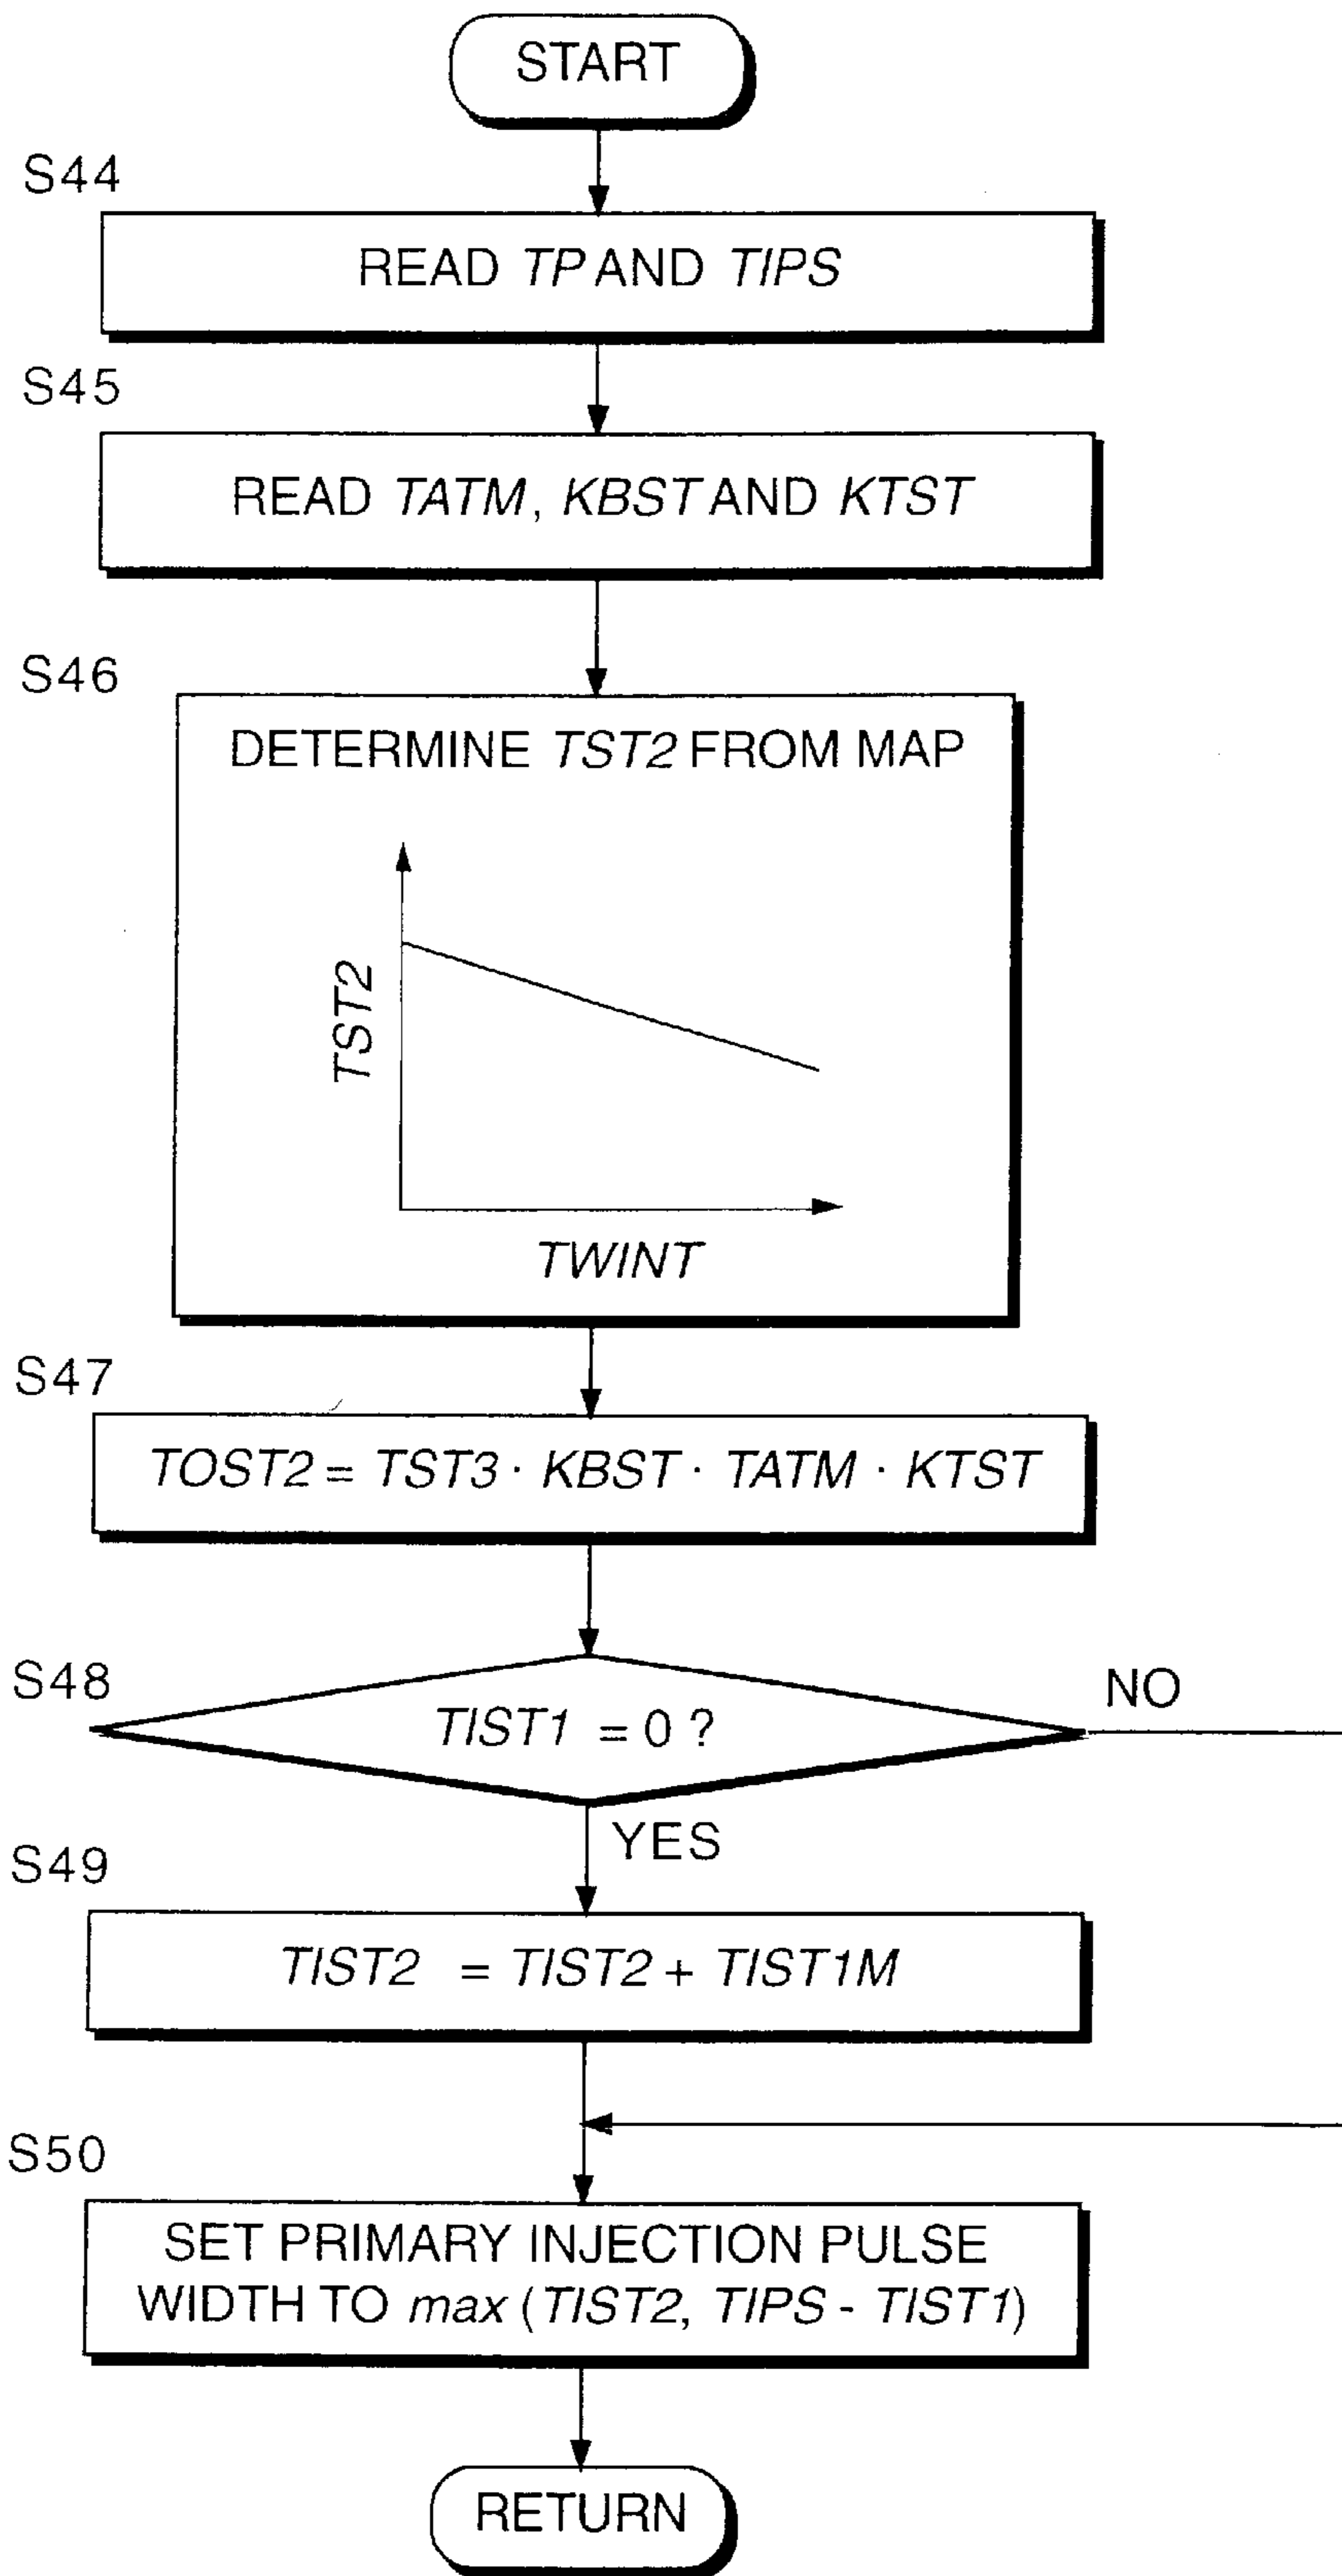 START
S44
READ TP AND TIPS
S45
READ TATM, KBST AND KTST
S46
DETERMINE TST2 FROM MAP
TST2
TWINT
S47
TOST2 = TST3 · KBST · TATM · KTST
S48
TIST1 = 0 ?
NO
YES
S49
TIST2 = TIST2 + TIST1M
S50
SET PRIMARY INJECTION PULSE
WIDTH TO max (TIST2, TIPS - TIST1)
RETURN